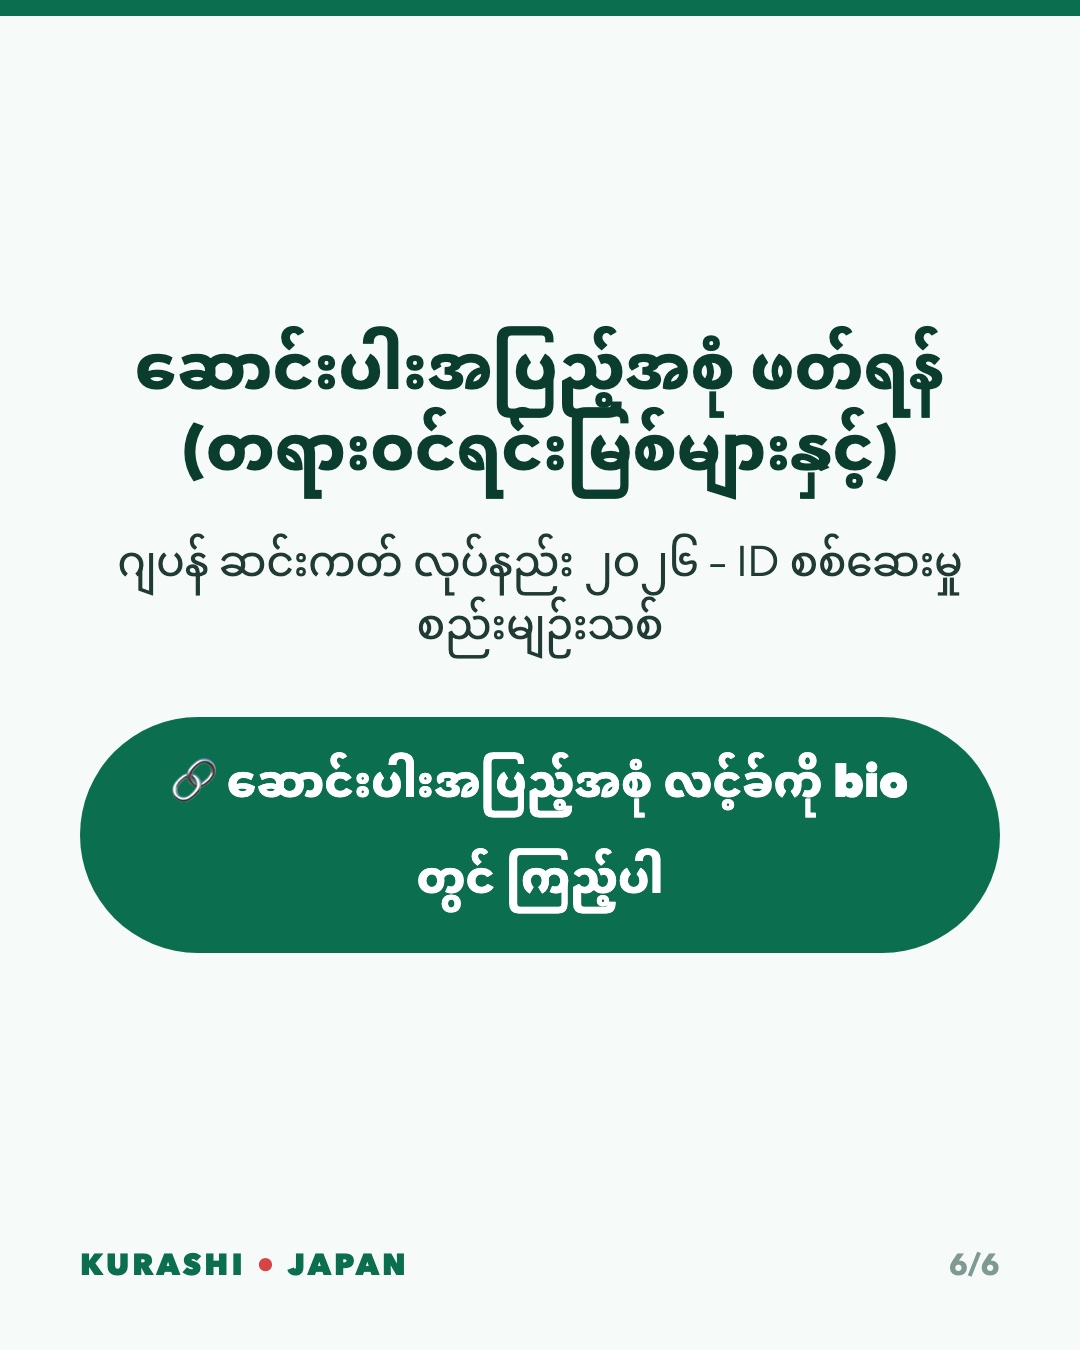 ဆောင်းပါးအပြည့်အစုံ ဖတ်ရန်
(တရားဝင်ရင်းမြစ်များနှင့်)
ဂျပန် ဆင်းကတ် လုပ်နည်း ၂၀၂၆ – ID စစ်ဆေးမှု
စည်းမျဉ်းသစ်
🔗 ဆောင်းပါးအပြည့်အစုံ လင့်ခ်ကို bio
တွင် ကြည့်ပါ
KURASHI • JAPAN
6/6